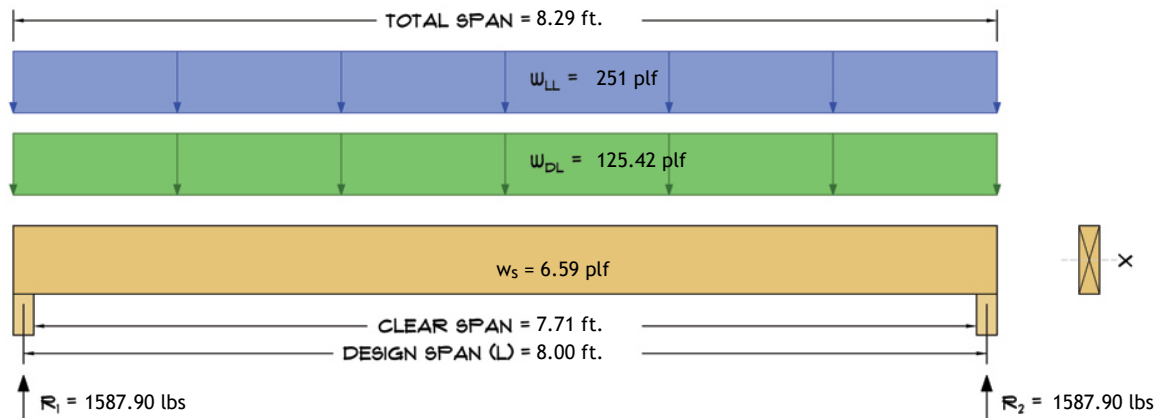 TOTAL SPAN = 8.29 ft.
WLL = 251 plf
WDL = 125.42 plf
ws = 6.59 plf
X
CLEAR SPAN = 7.71 ft.
DESIGN SPAN (L) = 8.00 ft.
R1 = 1587.90 lbs
R2 = 1587.90 lbs